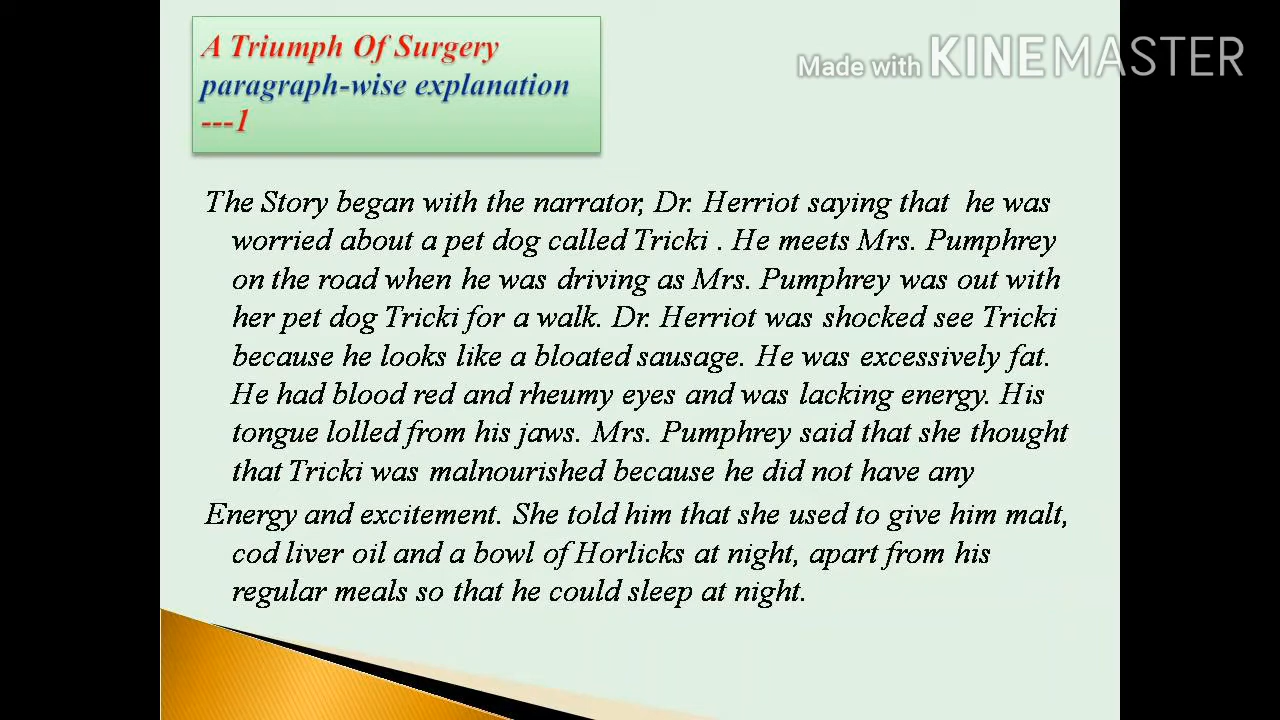 A Triumph Of Surgery
paragraph-wise explanation
---1
Made with KINEMASTER
The Story began with the narrator, Dr. Herriot saying that he was
worried about a pet dog called Tricki . He meets Mrs. Pumphrey
on the road when he was driving as Mrs. Pumphrey was out with
her pet dog Tricki for a walk. Dr. Herriot was shocked see Tricki
because he looks like a bloated sausage. He was excessively fat.
He had blood red and rheumy eyes and was lacking energy. His
tongue lolled from his jaws. Mrs. Pumphrey said that she thought
that Tricki was malnourished because he did not have any
Energy and excitement. She told him that she used to give him malt,
cod liver oil and a bowl of Horlicks at night, apart from his
regular meals so that he could sleep at night.